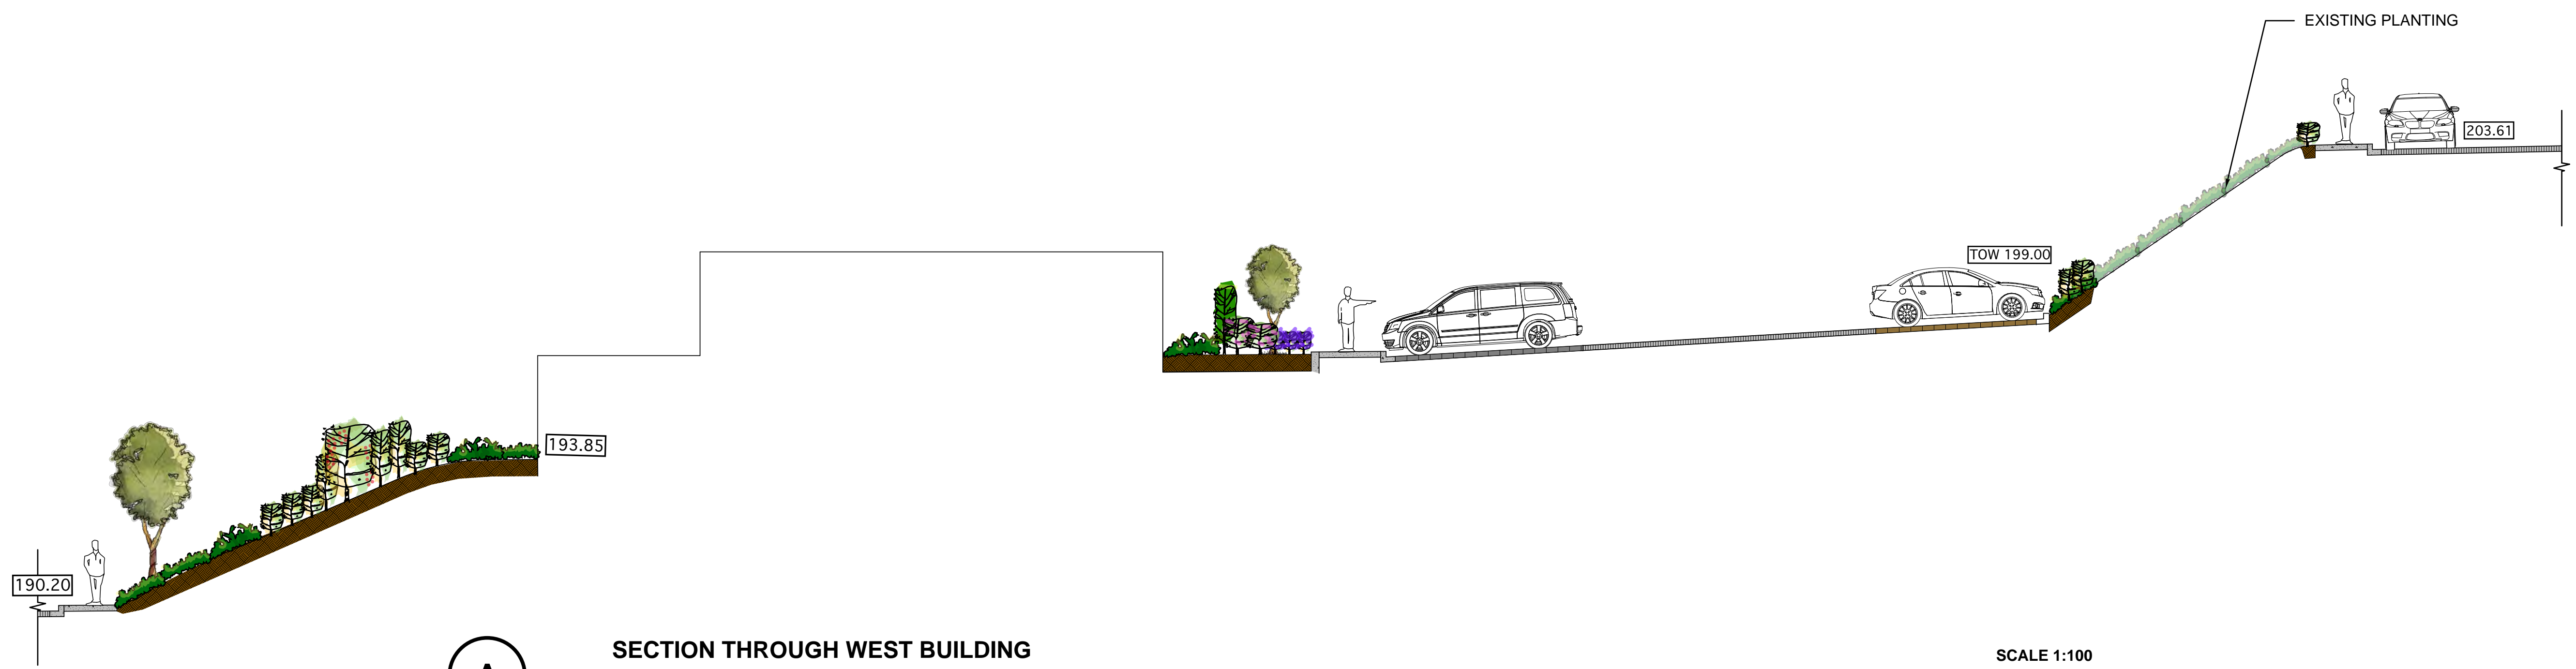 EXISTING PLANTING
203.61
TOW 199.00
193.85
190.20
A
SECTION THROUGH WEST BUILDING
SCALE 1:100